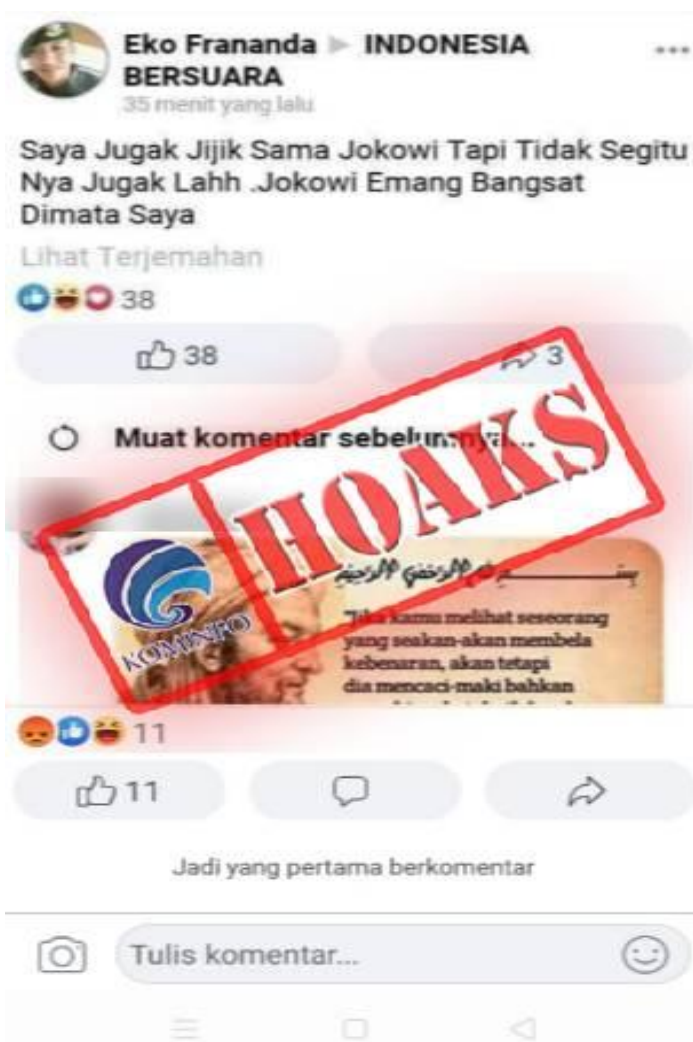 Eko Frananda ▶ INDONESIA
BERSUARA
35 menit yang lalu
Saya Jugak Jijik Sama Jokowi Tapi Tidak Segitu
Nya Jugak Lahh .Jokowi Emang Bangsat
Dimata Saya
Lihat Terjemahan
38
38
3
Muat komentar sebelumnya...
HOAKS
KOMINFO
"Jika kamu melihat seseorang
yang seakan-akan membela
kebenaran, akan tetapi
dia mencaci-maki bahkan
11
11
Jadi yang pertama berkomentar
Tulis komentar...